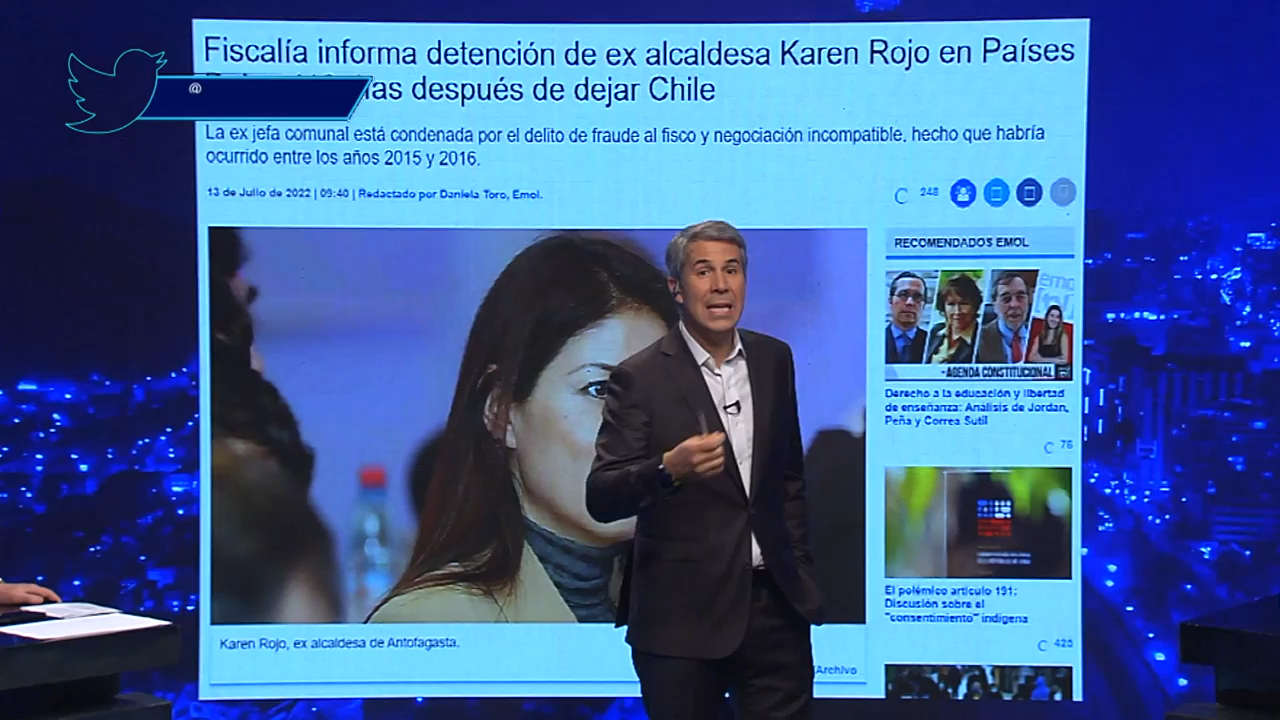 Fiscalía informa detención de ex alcaldesa Karen Rojo en Países
días después de dejar Chile
@
La ex jefa comunal está condenada por el delito de fraude al fisco y negociación incompatible, hecho que habría
ocurrido entre los años 2015 y 2016.
13 de Julio de 2022 | 09:40 | Redactado por Daniela Toro, Emol.
248
RECOMENDADOS EMOL
emol
-AGENDA CONSTITUCIONAL
Derecho a la educación y libertad
de enseñanza: Análisis de Jordan,
Peña y Correa Sutil
75
El polémico artículo 191:
Discusión sobre el
"consentimiento" indígena
425
Karen Rojo, ex alcaldesa de Antofagasta.
Archivo